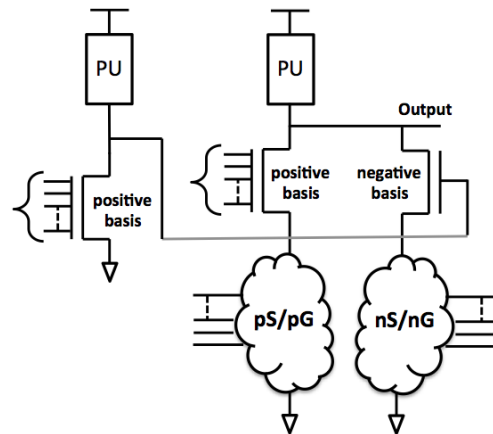 PU
PU
Output
positive
basis
positive
basis
negative
basis
pS/pG
nS/nG